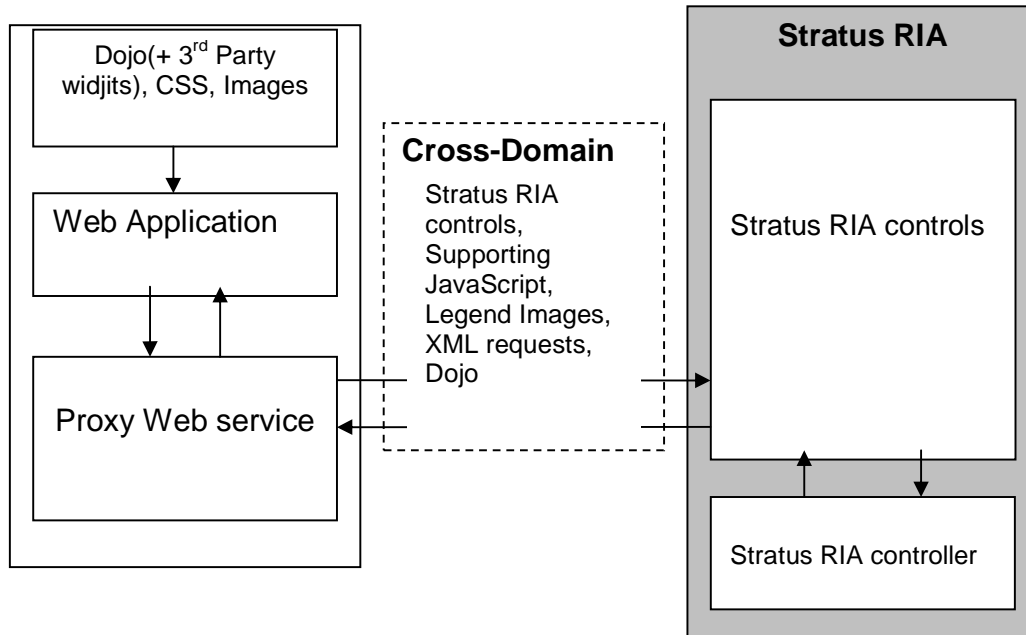 Dojo(+ 3rd Party
widjits), CSS, Images
Web Application
Proxy Web service
Cross-Domain
Stratus RIA
controls,
Supporting
JavaScript,
Legend Images,
XML requests,
Dojo
Stratus RIA
Stratus RIA controls
Stratus RIA controller